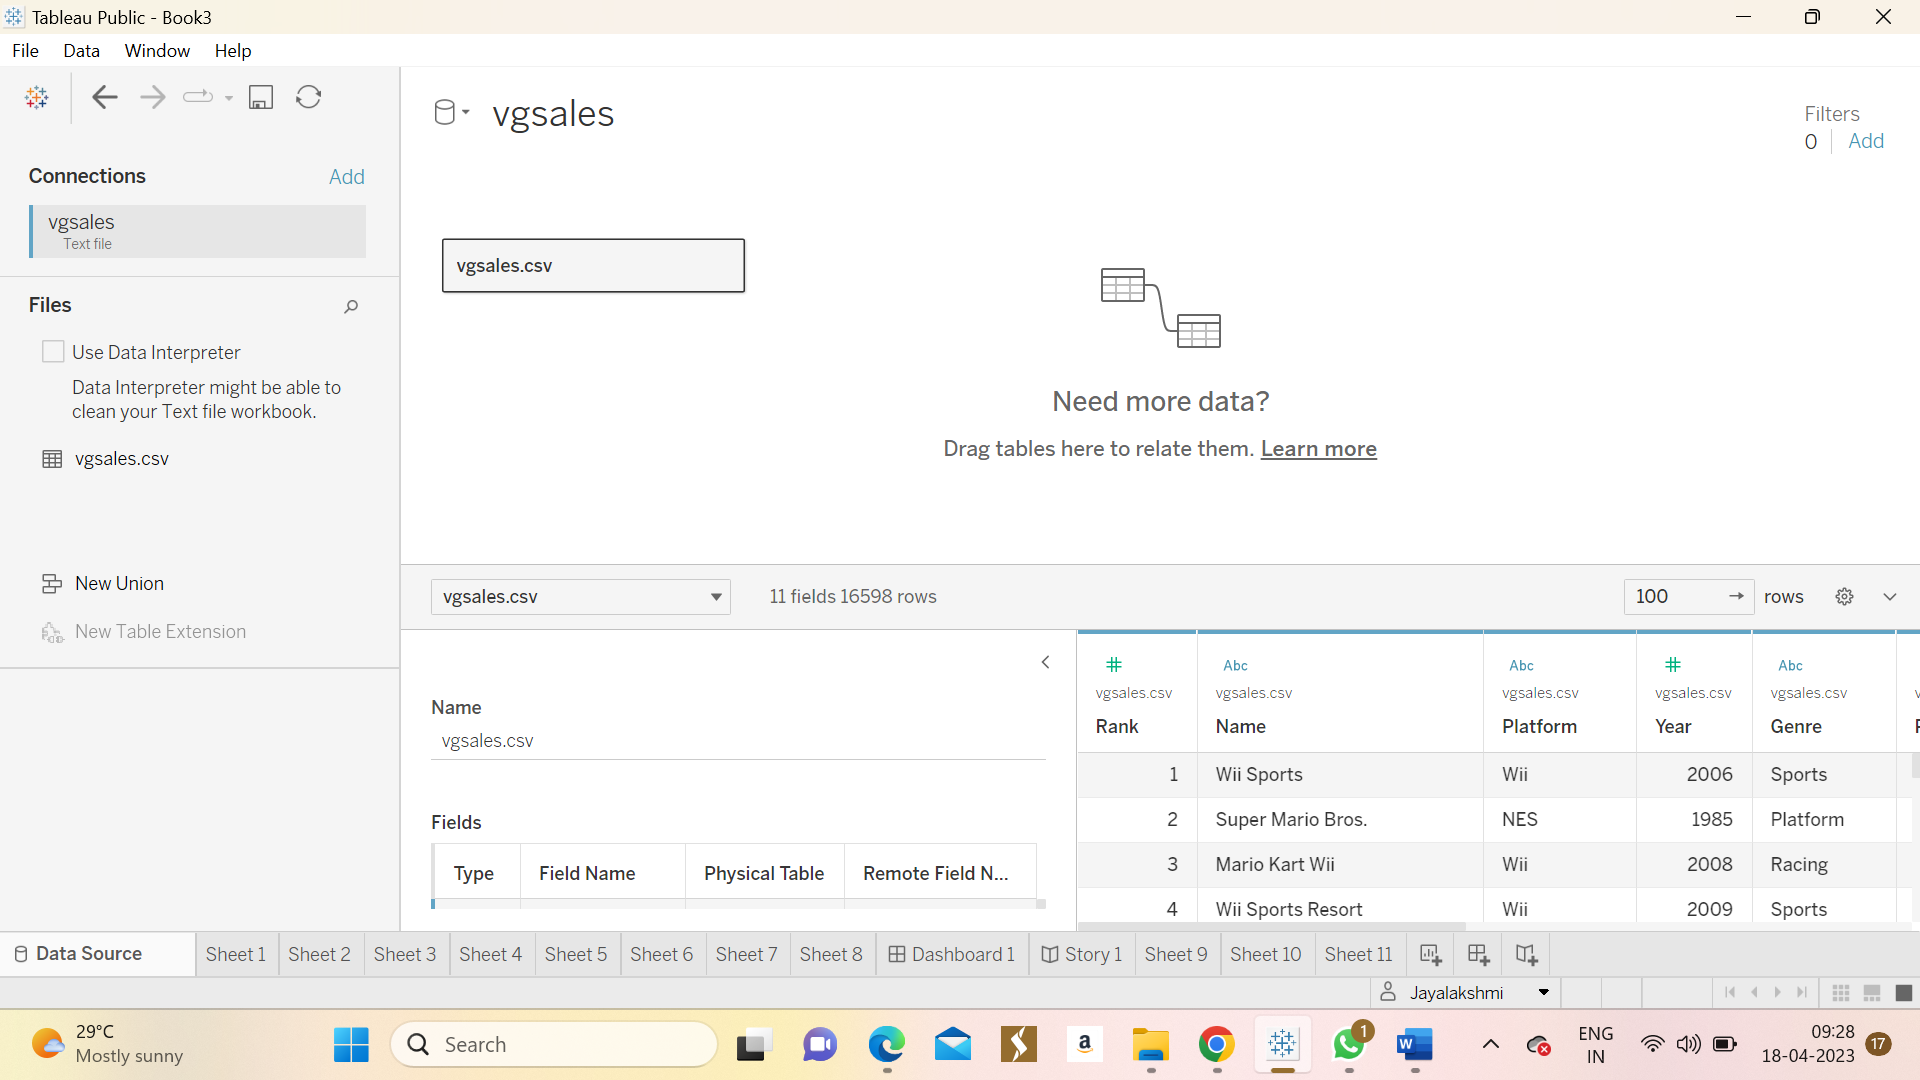 Tableau Public - Book3
File Data Window Help
vgsales
Filters
0 Add
Connections Add
vgsales
Text file
vgsales.csv
Files
Use Data Interpreter
Data Interpreter might be able to
clean your Text file workbook.
vgsales.csv
New Union
New Table Extension
Need more data?
Drag tables here to relate them. Learn more
vgsales.csv 11 fields 16598 rows 100 rows
Name
vgsales.csv
Fields
Type Field Name Physical Table Remote Field N...
# Abc Abc # Abc
vgsales.csv vgsales.csv vgsales.csv vgsales.csv vgsales.csv
Rank Name Platform Year Genre
1 Wii Sports Wii 2006 Sports
2 Super Mario Bros. NES 1985 Platform
3 Mario Kart Wii Wii 2008 Racing
4 Wii Sports Resort Wii 2009 Sports
Data Source Sheet 1 Sheet 2 Sheet 3 Sheet 4 Sheet 5 Sheet 6 Sheet 7 Sheet 8 Dashboard 1 Story 1 Sheet 9 Sheet 10 Sheet 11
Jayalakshmi
29°C
Mostly sunny
Search
a
1
W
ENG
IN
09:28
18-04-2023
17